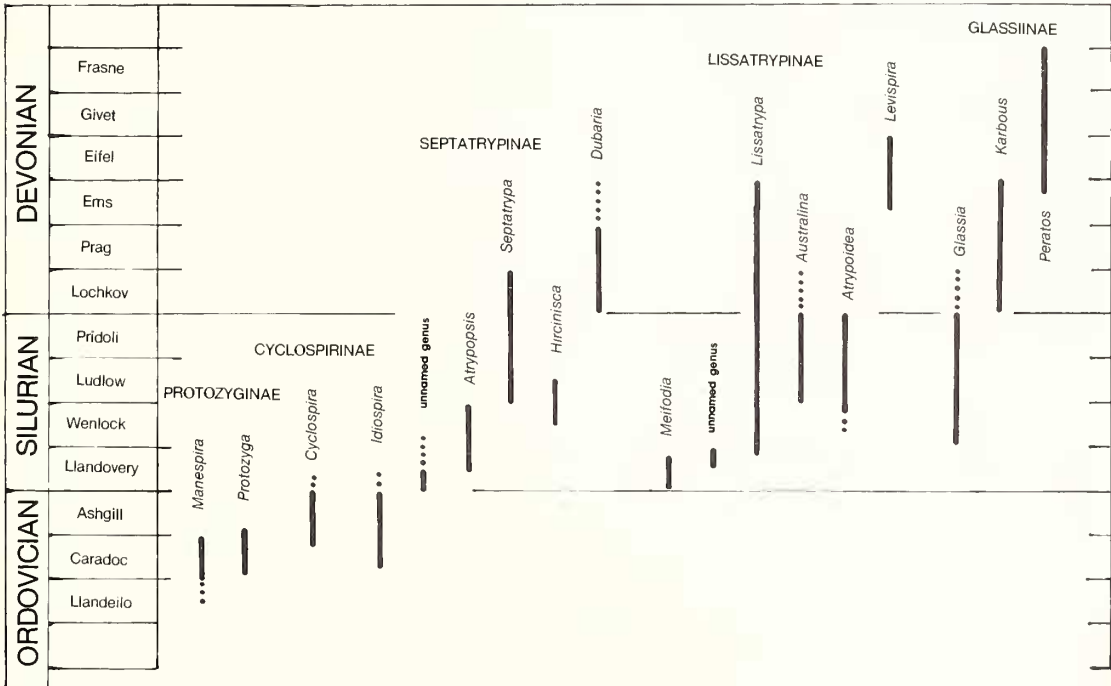 DEVONIAN
Frasne
Givet
Eifel
Ems
Prag
Lochkov
SILURIAN
Pridoli
Ludlow
Wenlock
Llandovery
ORDOVICIAN
Ashgill
Caradoc
Llandeilo
PROTOZYGINAE
Manespira
Protozyga
CYCLOSPIRINAE
Cyclospira
Idiospira
SEPTATRYPINAE
unnamed genus
Atrypopsis
Septatrypa
Hircinisca
Dubaria
LISSATRYPINAE
Meifodia
unnamed genus
Lissatrypa
Australina
Atrypoidea
Levispira
GLASSIINAE
Glassia
Karbous
Peratos